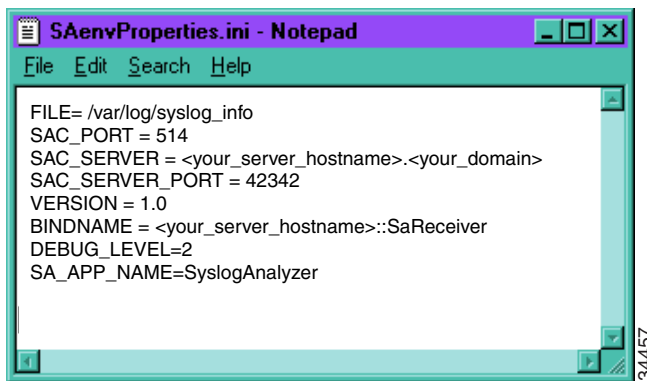 SAenvProperties.ini - Notepad
File Edit Search Help
FILE= /var/log/syslog_info
SAC_PORT = 514
SAC_SERVER = <your_server_hostname>.<your_domain>
SAC_SERVER_PORT = 42342
VERSION = 1.0
BINDNAME = <your_server_hostname>::SaReceiver
DEBUG_LEVEL=2
SA_APP_NAME=SyslogAnalyzer
34457